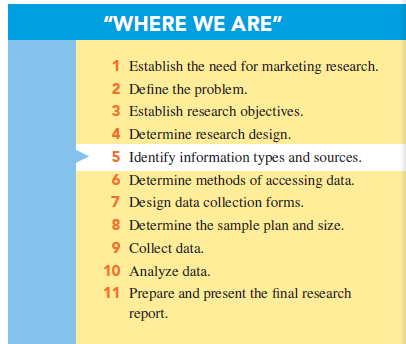 “WHERE WE ARE”
1 Establish the need for marketing research.
2 Define the problem.
3 Establish research objectives.
4 Determine research design.
5 Identify information types and sources.
6 Determine methods of accessing data.
7 Design data collection forms.
8 Determine the sample plan and size.
9 Collect data.
10 Analyze data.
11 Prepare and present the final research
report.